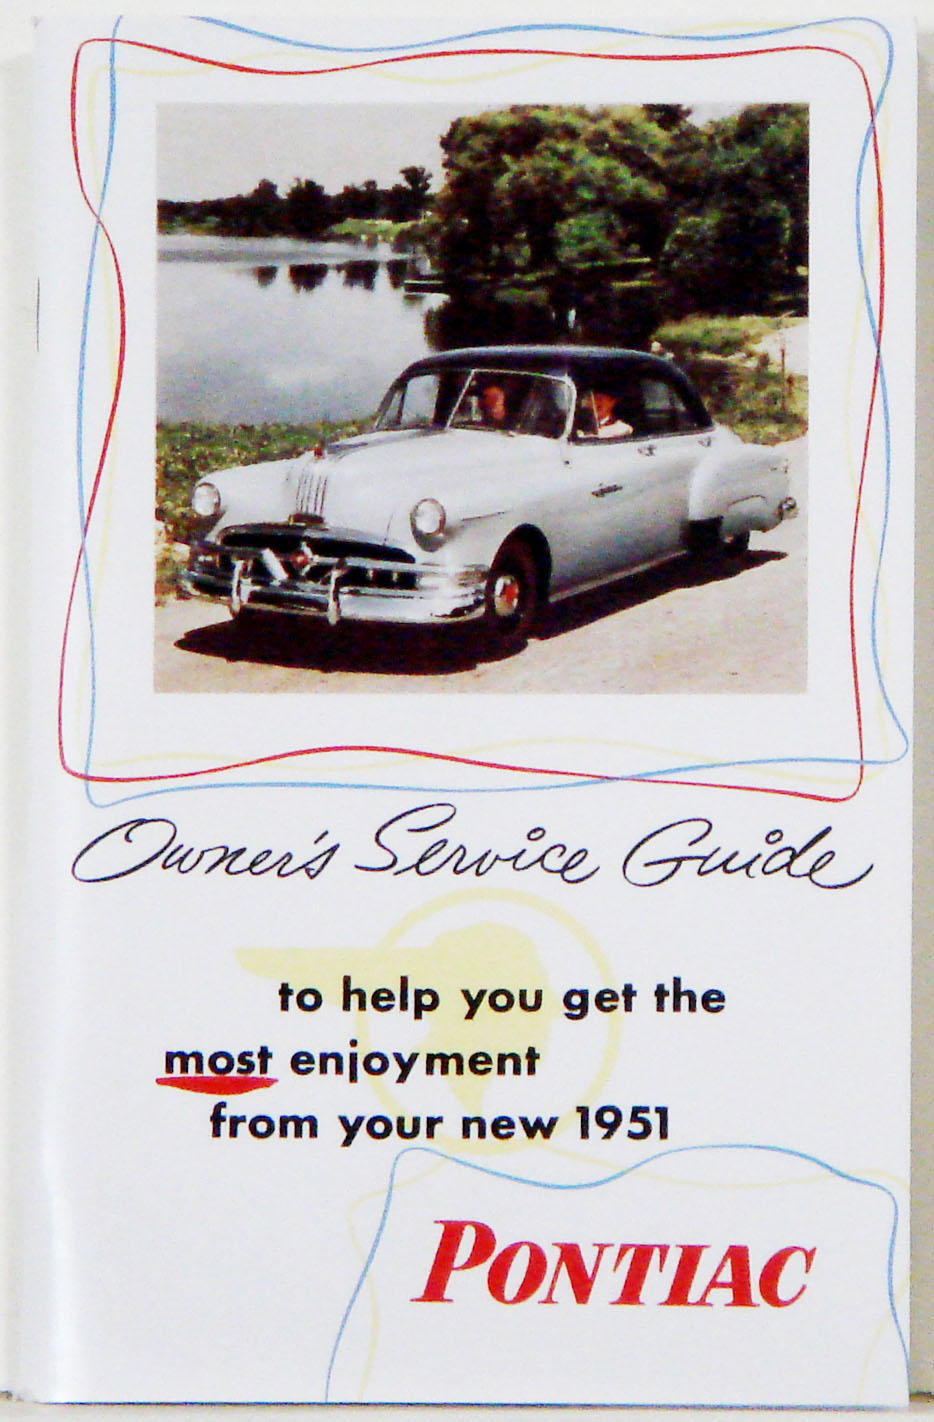 Owner's Service Guide
to help you get the
most enjoyment
from your new 1951
PONTIAC